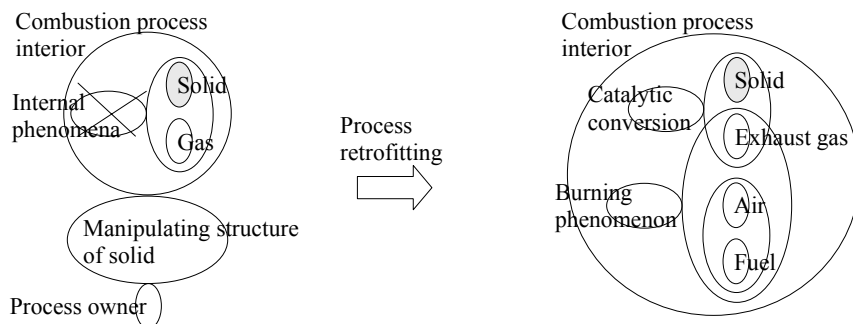 Combustion process
interior
Solid
Internal
phenomena
Gas
Manipulating structure
of solid
Process owner
Process
retrofitting
Combustion process
interior
Solid
Catalytic
conversion
Exhaust gas
Burning
phenomenon
Air
Fuel